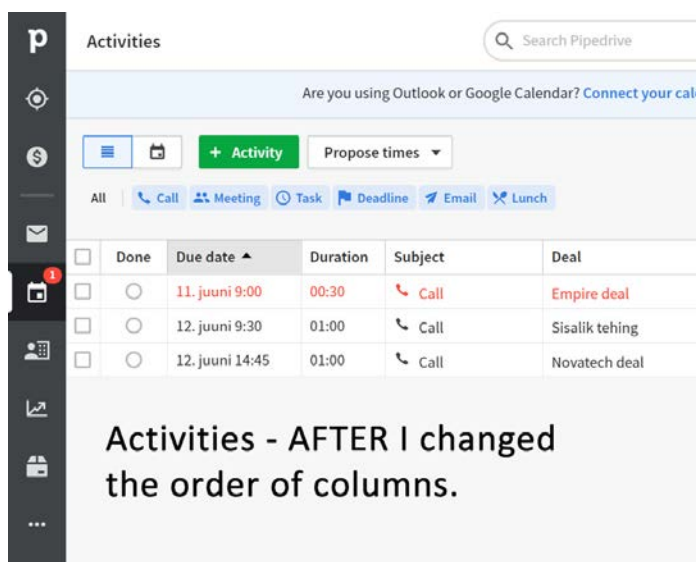 p
Activities
Search Pipedrive
Are you using Outlook or Google Calendar? Connect your cal
+ Activity
Propose times
All
Call
Meeting
Task
Deadline
Email
Lunch
1
Done Due date Duration Subject Deal
11. juuni 9:00 00:30 Call Empire deal
12. juuni 9:30 01:00 Call Sisalik tehing
12. juuni 14:45 01:00 Call Novatech deal
Activities - AFTER I changed
the order of columns.